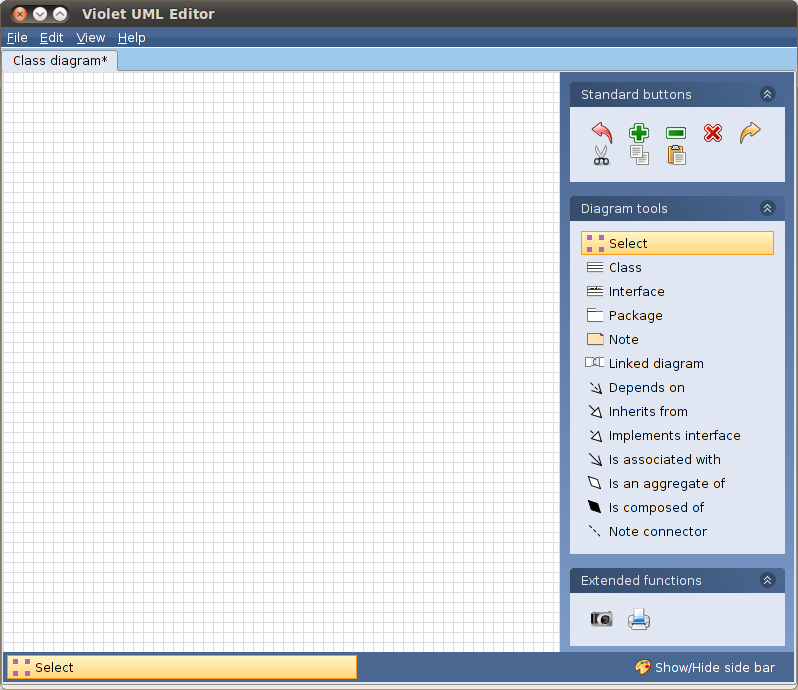 Violet UML Editor
File Edit View Help
Class diagram*
Standard buttons
Diagram tools
Select
Class
Interface
Package
Note
Linked diagram
Depends on
Inherits from
Implements interface
Is associated with
Is an aggregate of
Is composed of
Note connector
Extended functions
Select
Show/Hide side bar